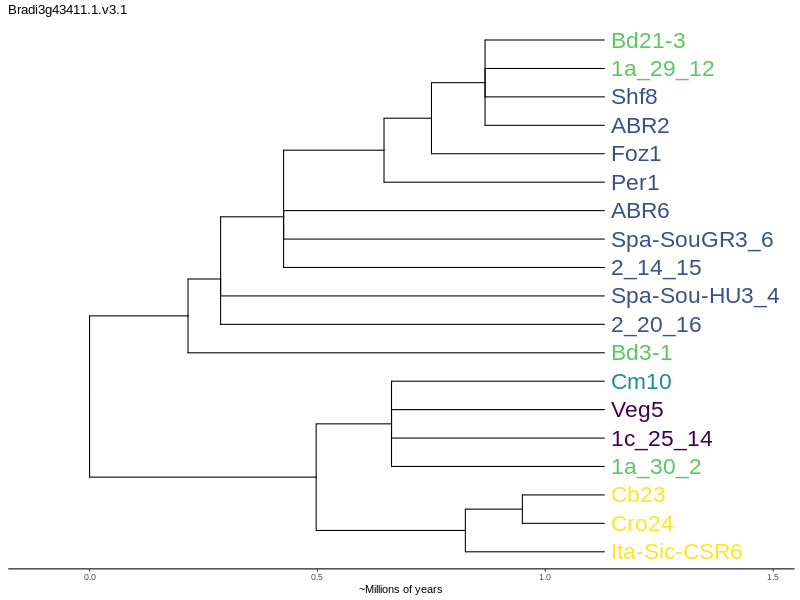 Bradi3g43411.1.v3.1
Bd21-3
1a_29_12
Shf8
ABR2
Foz1
Per1
ABR6
Spa-SouGR3_6
2_14_15
Spa-Sou-HU3_4
2_20_16
Bd3-1
Cm10
Veg5
1c_25_14
1a_30_2
Cb23
Cro24
Ita-Sic-CSR6
0.0 0.5 1.0 1.5
~Millions of years